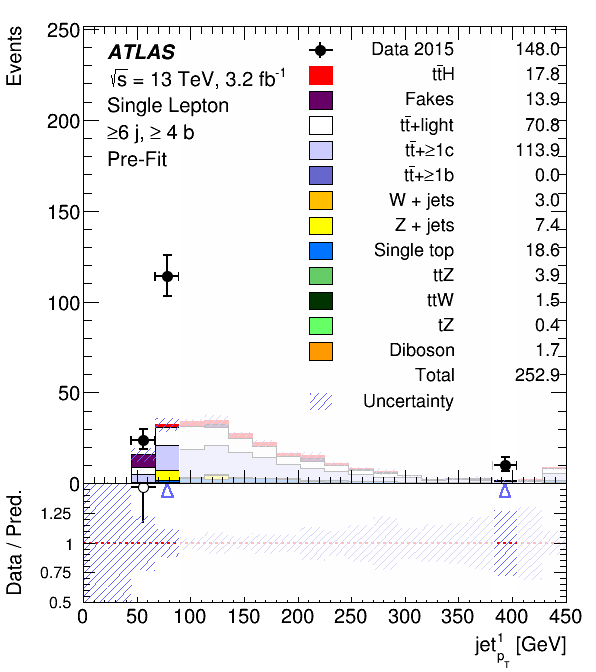 Events
250
200
150
100
50
0
ATLAS
√s = 13 TeV, 3.2 fb⁻¹
Single Lepton
≥6 j, ≥ 4 b
Pre-Fit
Data 2015 148.0
tt̄H 17.8
Fakes 13.9
tt̄+light 70.8
tt̄+≥1c 113.9
tt̄+≥1b 0.0
W + jets 3.0
Z + jets 7.4
Single top 18.6
ttZ 3.9
ttW 1.5
tZ 0.4
Diboson 1.7
Total 252.9
Uncertainty
Data / Pred.
1.25
1
0.75
0.5
0 50 100 150 200 250 300 350 400 450
jet¹pT [GeV]